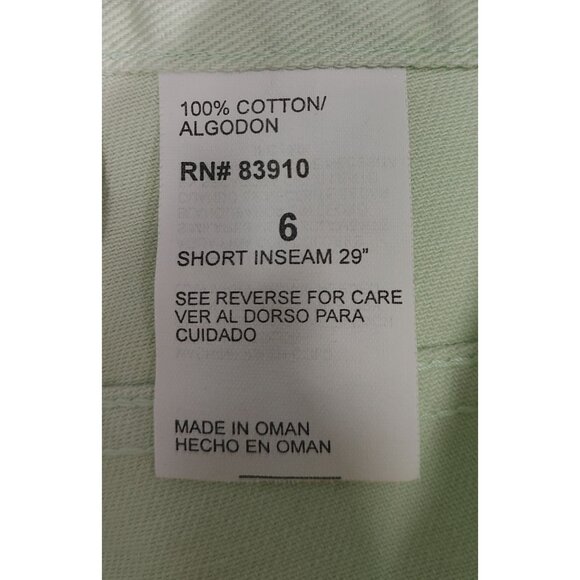 100% COTTON/
ALGODON
RN# 83910
6
SHORT INSEAM 29"
SEE REVERSE FOR CARE
VER AL DORSO PARA
CUIDADO
MADE IN OMAN
HECHO EN OMAN